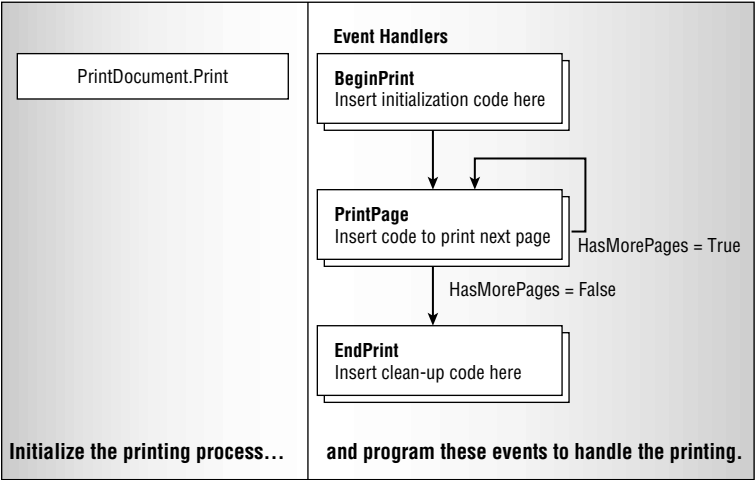 PrintDocument.Print
Initialize the printing process...
Event Handlers
BeginPrint
Insert initialization code here
PrintPage
Insert code to print next page
HasMorePages = True
HasMorePages = False
EndPrint
Insert clean-up code here
and program these events to handle the printing.